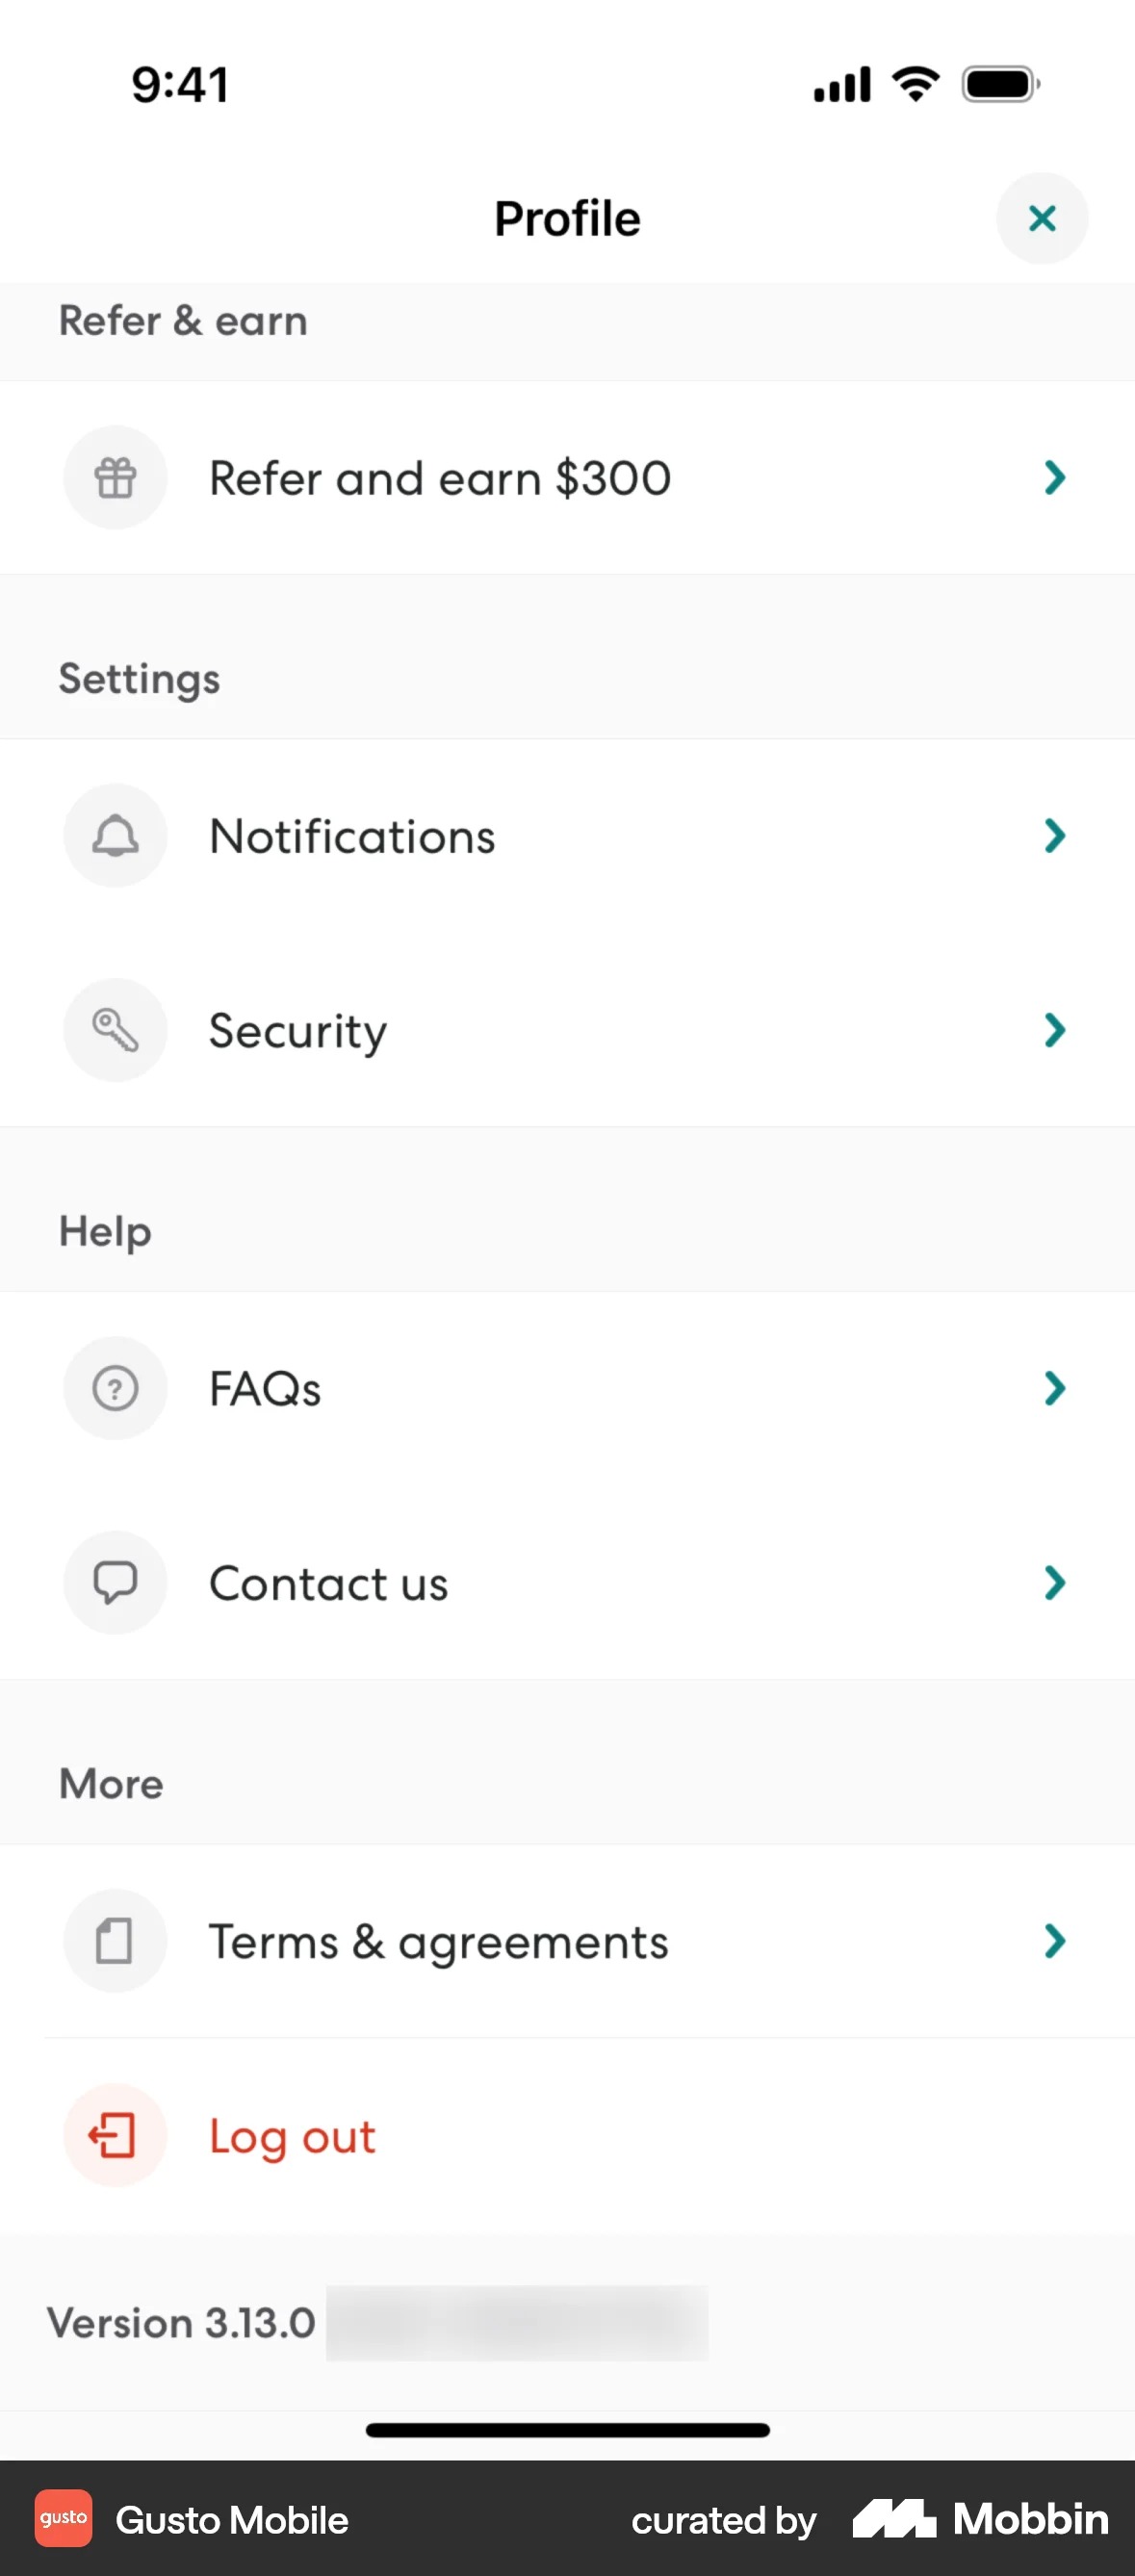 9:41
Profile
Refer & earn
Refer and earn $300
Settings
Notifications
Security
Help
FAQs
Contact us
More
Terms & agreements
Log out
Version 3.13.0
gusto Gusto Mobile curated by Mobbin